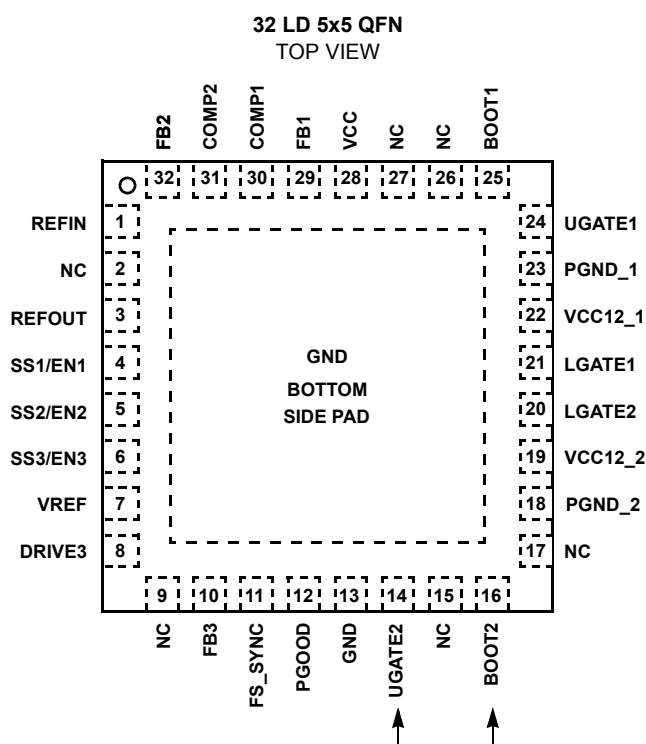 32 LD 5x5 QFN
TOP VIEW
FB2
COMP2
COMP1
FB1
VCC
NC
NC
BOOT1
32
31
30
29
28
27
26
25
REFIN 1
NC 2
REFOUT 3
SS1/EN1 4
SS2/EN2 5
SS3/EN3 6
VREF 7
DRIVE3 8
GND
BOTTOM
SIDE PAD
24 UGATE1
23 PGND_1
22 VCC12_1
21 LGATE1
20 LGATE2
19 VCC12_2
18 PGND_2
17 NC
9
10
11
12
13
14
15
16
NC
FB3
FS_SYNC
PGOOD
GND
UGATE2
NC
BOOT2